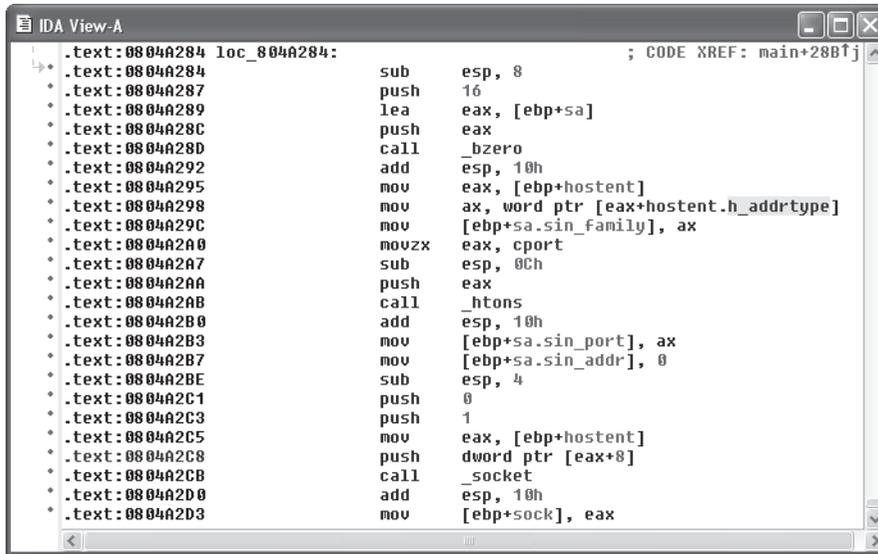 IDA View-A
.text:0804A284 loc_804A284: ; CODE XREF: main+28B↑j
.text:0804A284 sub esp, 8
.text:0804A287 push 16
.text:0804A289 lea eax, [ebp+sa]
.text:0804A28C push eax
.text:0804A28D call _bzero
.text:0804A292 add esp, 10h
.text:0804A295 mov eax, [ebp+hostent]
.text:0804A298 mov ax, word ptr [eax+hostent.h_addrtype]
.text:0804A29C mov [ebp+sa.sin_family], ax
.text:0804A2A0 movzx eax, cport
.text:0804A2A7 sub esp, 0Ch
.text:0804A2AA push eax
.text:0804A2AB call _htons
.text:0804A2B0 add esp, 10h
.text:0804A2B3 mov [ebp+sa.sin_port], ax
.text:0804A2B7 mov [ebp+sa.sin_addr], 0
.text:0804A2BE sub esp, 4
.text:0804A2C1 push 0
.text:0804A2C3 push 1
.text:0804A2C5 mov eax, [ebp+hostent]
.text:0804A2C8 push dword ptr [eax+8]
.text:0804A2CB call _socket
.text:0804A2D0 add esp, 10h
.text:0804A2D3 mov [ebp+sock], eax